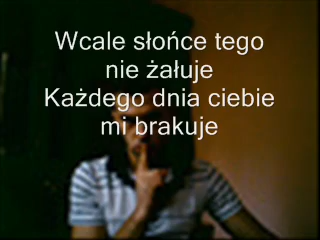 Wcale słońce tego
nie żałuje
Każdego dnia ciebie
mi brakuje